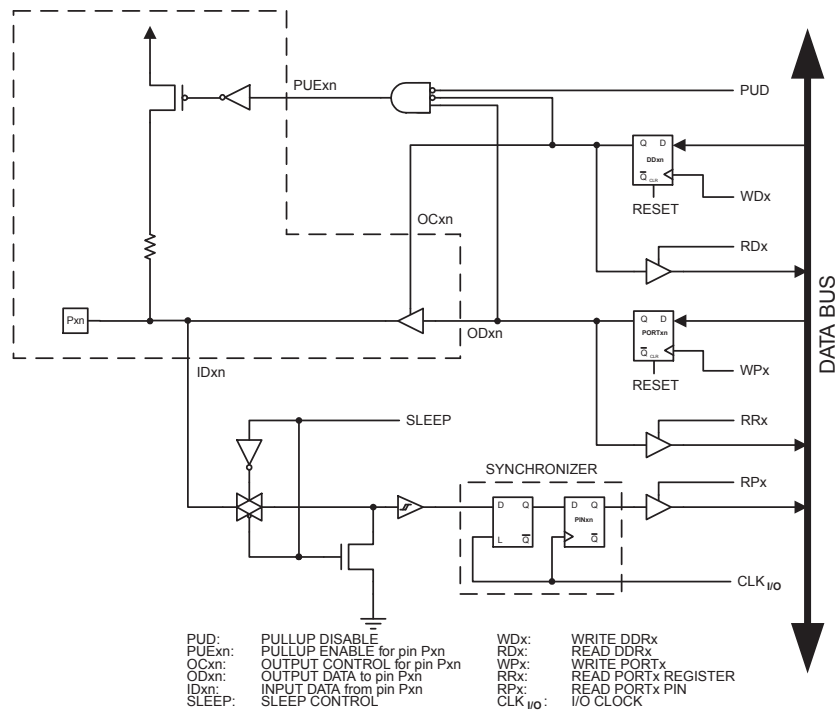 PUExn
PUD
Q D
DDxn
Q CLR
WDx
RESET
OCxn
RDx
Pxn
ODxn
Q D
PORTxn
Q CLR
WPx
RESET
IDxn
DATA BUS
SLEEP
RRx
SYNCHRONIZER
RPx
D Q
L Q
D Q
PINxn
Q
CLK I/O
PUD: PULLUP DISABLE
PUExn: PULLUP ENABLE for pin Pxn
OCxn: OUTPUT CONTROL for pin Pxn
ODxn: OUTPUT DATA to pin Pxn
IDxn: INPUT DATA from pin Pxn
SLEEP: SLEEP CONTROL
WDx: WRITE DDRx
RDx: READ DDRx
WPx: WRITE PORTx
RRx: READ PORTx REGISTER
RPx: READ PORTx PIN
CLK I/O: I/O CLOCK